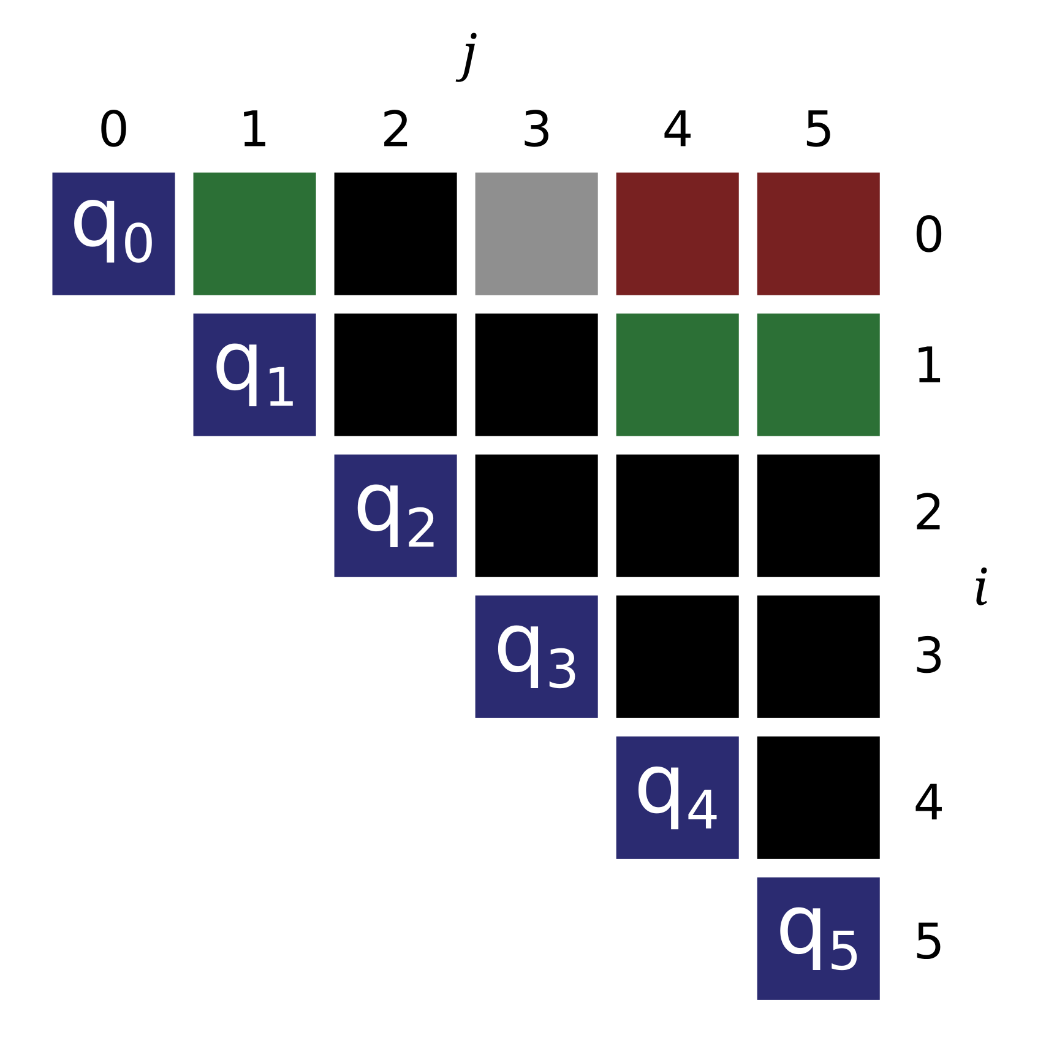 j
0 1 2 3 4 5
q₀ 0
q₁ 1
q₂ 2
i
q₃ 3
q₄ 4
q₅ 5